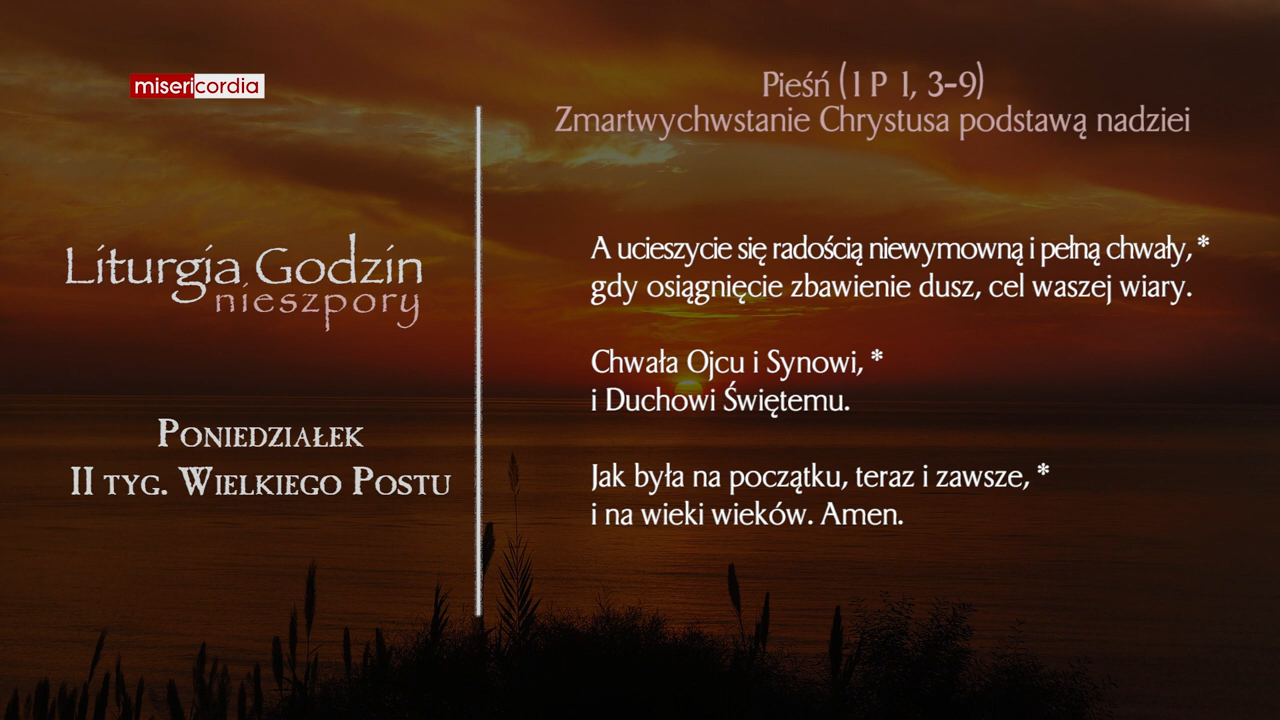 misericordia
Liturgia Godzin
nieszpory
Poniedziałek
II tyg. Wielkiego Postu
Pieśń (1 P 1, 3-9)
Zmartwychwstanie Chrystusa podstawą nadziei
A ucieszycie się radością niewymowną i pełną chwały, *
gdy osiągnięcie zbawienie dusz, cel waszej wiary.
Chwała Ojcu i Synowi, *
i Duchowi Świętemu.
Jak była na początku, teraz i zawsze, *
i na wieki wieków. Amen.